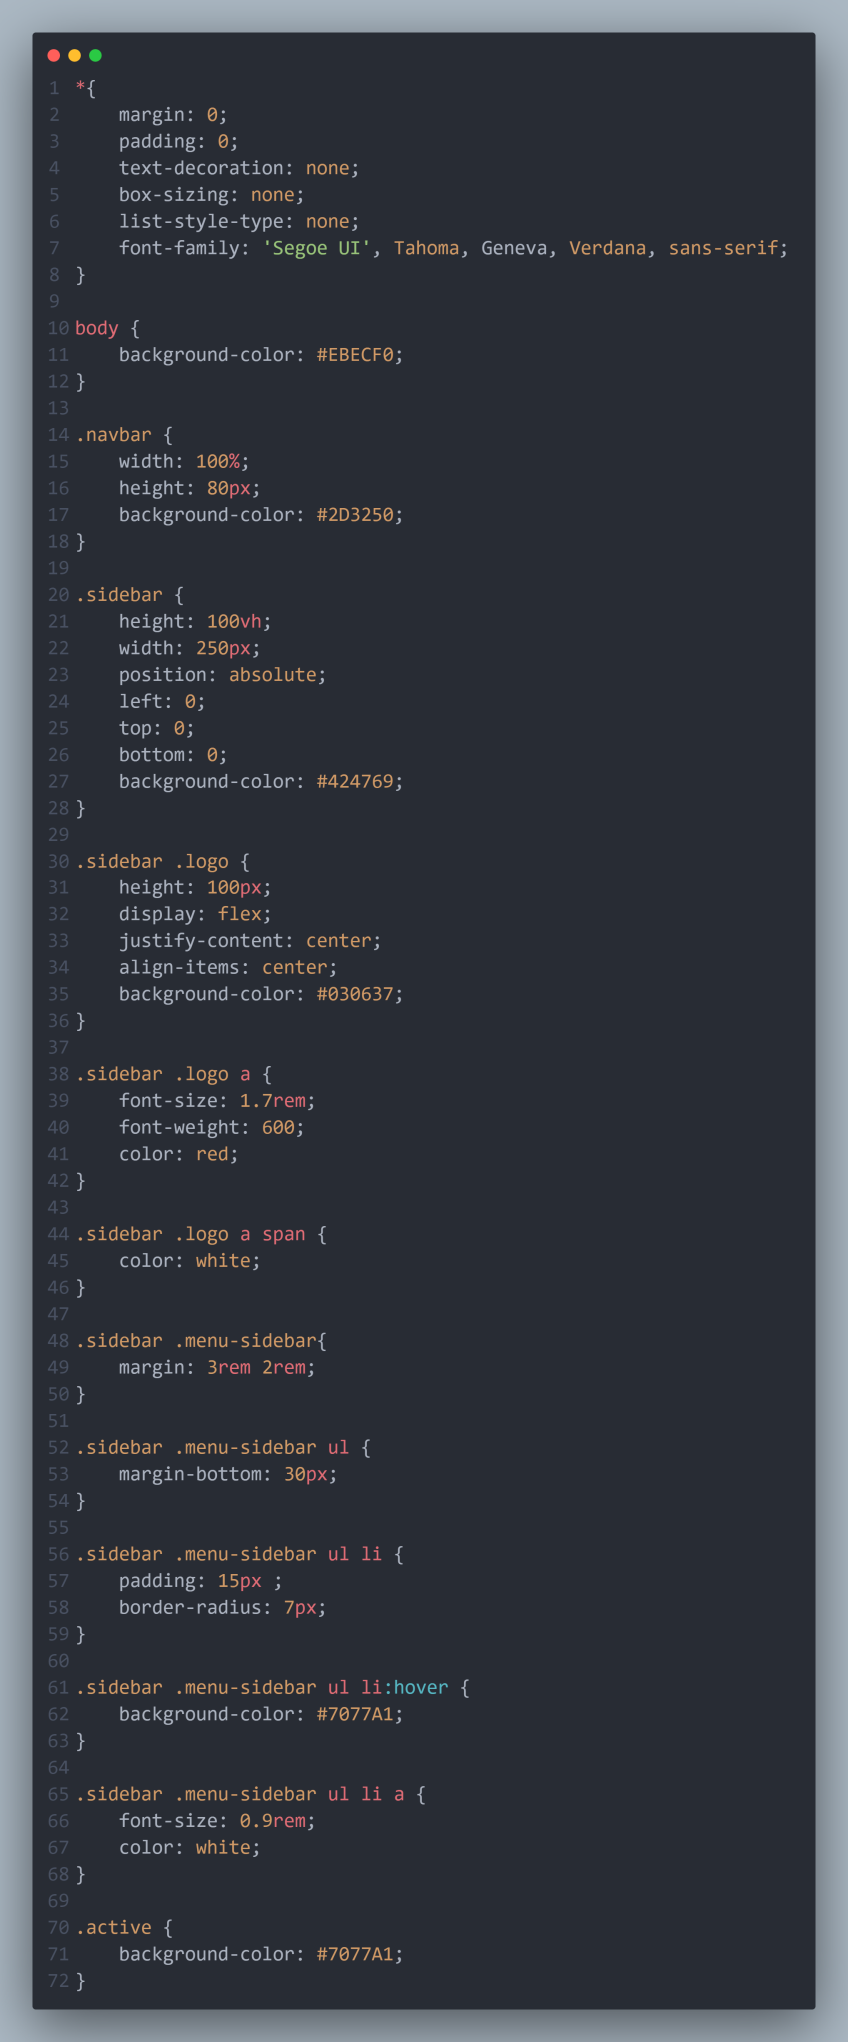 1 *{
2     margin: 0;
3     padding: 0;
4     text-decoration: none;
5     box-sizing: none;
6     list-style-type: none;
7     font-family: 'Segoe UI', Tahoma, Geneva, Verdana, sans-serif;
8 }
9
10 body {
11     background-color: #EBECF0;
12 }
13
14 .navbar {
15     width: 100%;
16     height: 80px;
17     background-color: #2D3250;
18 }
19
20 .sidebar {
21     height: 100vh;
22     width: 250px;
23     position: absolute;
24     left: 0;
25     top: 0;
26     bottom: 0;
27     background-color: #424769;
28 }
29
30 .sidebar .logo {
31     height: 100px;
32     display: flex;
33     justify-content: center;
34     align-items: center;
35     background-color: #030637;
36 }
37
38 .sidebar .logo a {
39     font-size: 1.7rem;
40     font-weight: 600;
41     color: red;
42 }
43
44 .sidebar .logo a span {
45     color: white;
46 }
47
48 .sidebar .menu-sidebar{
49     margin: 3rem 2rem;
50 }
51
52 .sidebar .menu-sidebar ul {
53     margin-bottom: 30px;
54 }
55
56 .sidebar .menu-sidebar ul li {
57     padding: 15px ;
58     border-radius: 7px;
59 }
60
61 .sidebar .menu-sidebar ul li:hover {
62     background-color: #7077A1;
63 }
64
65 .sidebar .menu-sidebar ul li a {
66     font-size: 0.9rem;
67     color: white;
68 }
69
70 .active {
71     background-color: #7077A1;
72 }